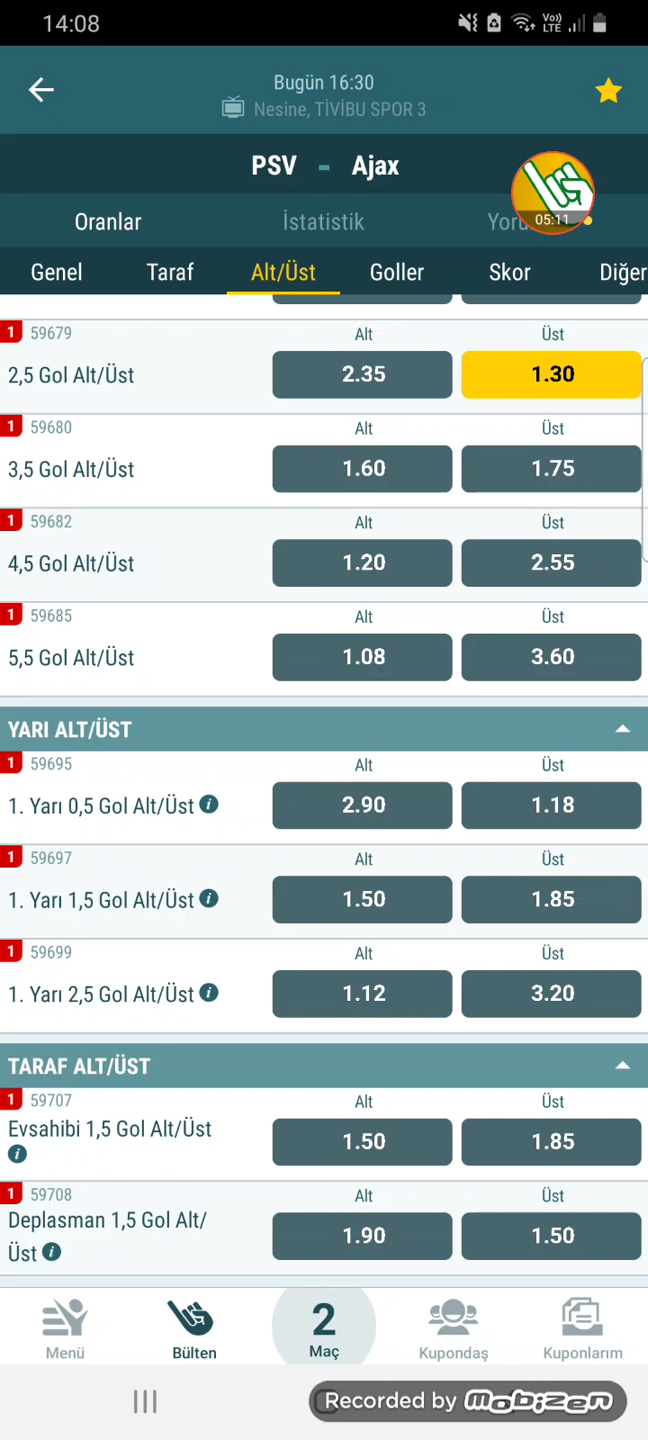 14:08
Vo))
LTE
Bugün 16:30
Nesine, TİVİBU SPOR 3
PSV - Ajax
05:11
Oranlar İstatistik
Genel Taraf Alt/Üst Goller Skor Diğer
1 59679 Alt Üst
2,5 Gol Alt/Üst 2.35 1.30
1 59680 Alt Üst
3,5 Gol Alt/Üst 1.60 1.75
1 59682 Alt Üst
4,5 Gol Alt/Üst 1.20 2.55
1 59685 Alt Üst
5,5 Gol Alt/Üst 1.08 3.60
YARI ALT/ÜST
1 59695 Alt Üst
1. Yarı 0,5 Gol Alt/Üst i 2.90 1.18
1 59697 Alt Üst
1. Yarı 1,5 Gol Alt/Üst i 1.50 1.85
1 59699 Alt Üst
1. Yarı 2,5 Gol Alt/Üst i 1.12 3.20
TARAF ALT/ÜST
1 59707 Alt Üst
Evsahibi 1,5 Gol Alt/Üst i 1.50 1.85
1 59708 Alt Üst
Deplasman 1,5 Gol Alt/
Üst i 1.90 1.50
Menü Bülten 2 Maç Kupondaş Kuponlarım
Recorded by mobizen